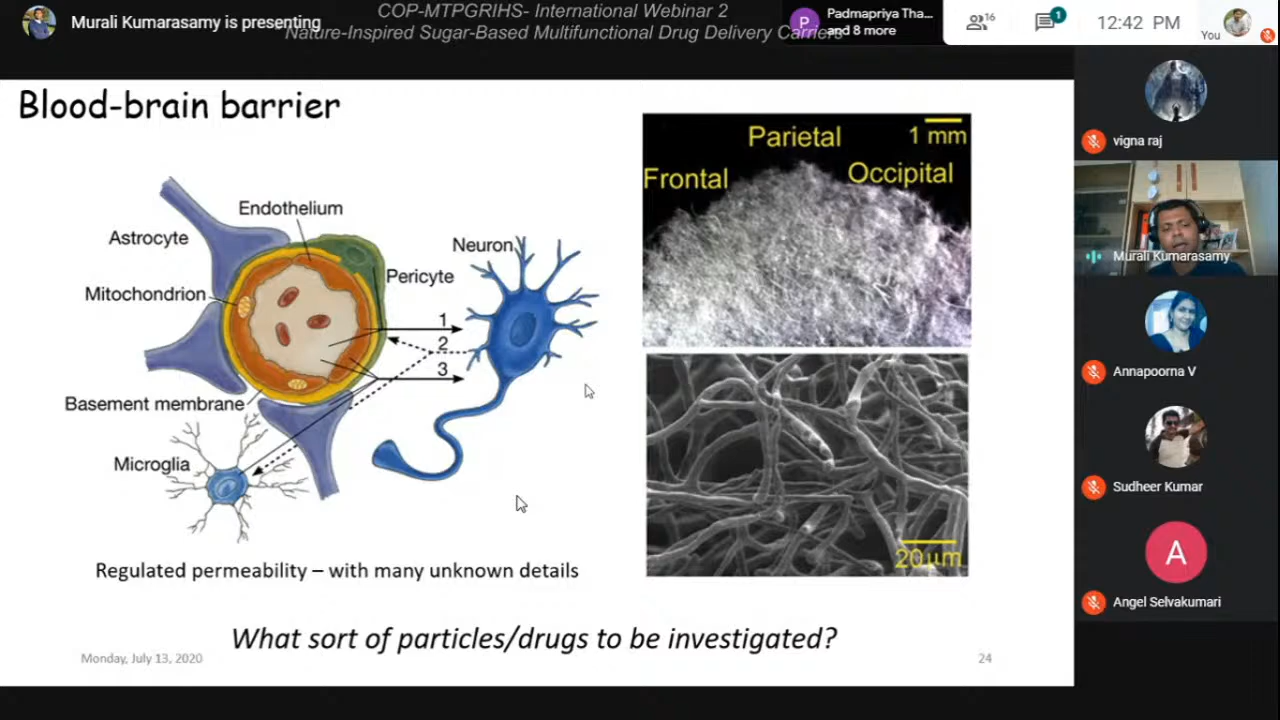 Murali Kumarasamy is presenting
COP-MTPGRIHS- International Webinar 2
Nature-Inspired Sugar-Based Multifunctional Drug Delivery Carriers
P
Padmapriya Tha...
and 8 more
16
1
12:42 PM
You
Blood-brain barrier
Endothelium
Astrocyte
Neuron
Pericyte
Mitochondrion
1
2
3
Basement membrane
Microglia
Regulated permeability – with many unknown details
Parietal
1 mm
Frontal
Occipital
20 µm
What sort of particles/drugs to be investigated?
Monday, July 13, 2020
24
vigna raj
Murali Kumarasamy
Annapoorna V
Sudheer Kumar
A
Angel Selvakumari